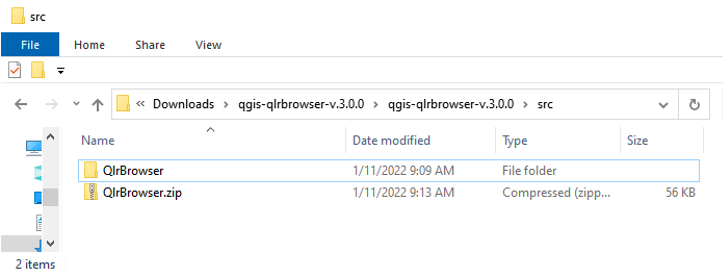 src
File Home Share View
« Downloads › qgis-qlrbrowser-v.3.0.0 › qgis-qlrbrowser-v.3.0.0 › src
Name Date modified Type Size
QlrBrowser 1/11/2022 9:09 AM File folder
QlrBrowser.zip 1/11/2022 9:13 AM Compressed (zipp... 56 KB
2 items